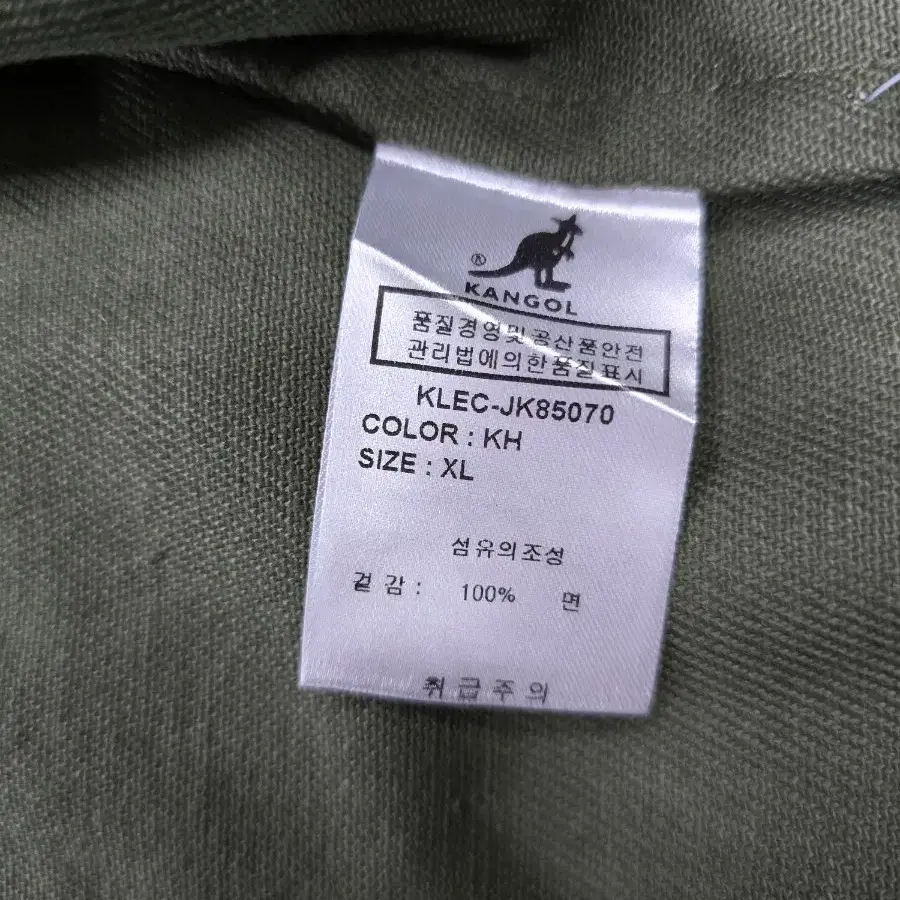 ®
KANGOL
품질경영및공산품안전
관리법에의한품질표시
KLEC-JK85070
COLOR : KH
SIZE : XL
섬유의조성
겉감 : 100% 면
취급주의